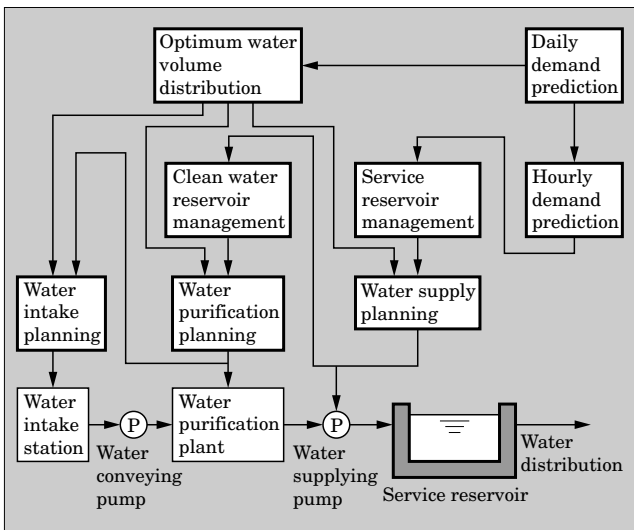 Optimum water
volume
distribution
Daily
demand
prediction
Clean water
reservoir
management
Service
reservoir
management
Hourly
demand
prediction
Water
intake
planning
Water
purification
planning
Water supply
planning
Water
intake
station
P
Water
conveying
pump
Water
purification
plant
P
Water
supplying
pump
Service reservoir
Water
distribution